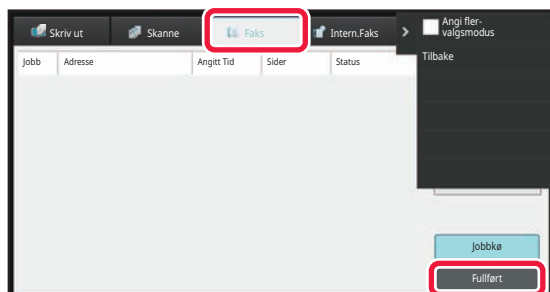 Skriv ut
Skanne
Faks
Intern.Faks
>
Angi fler-
valgsmodus
Tilbake
Jobb
Adresse
Angitt Tid
Sider
Status
Jobbkø
Fullført